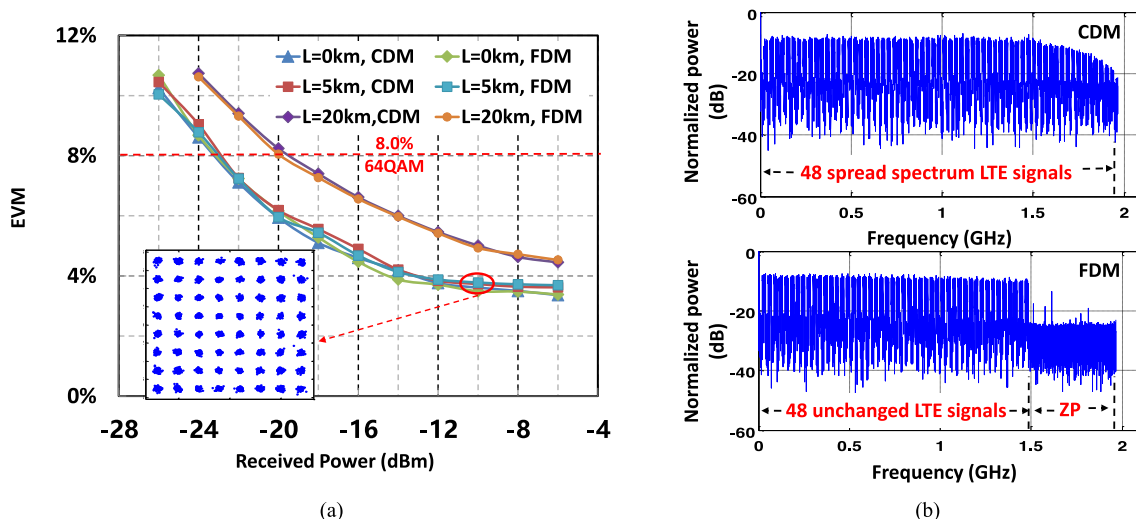 12%
8%
4%
0%
EVM
L=0km, CDM
L=0km, FDM
L=5km, CDM
L=5km, FDM
L=20km,CDM
L=20km, FDM
8.0%
64QAM
-28
-24
-20
-16
-12
-8
-4
Received Power (dBm)
(a)
Normalized power
(dB)
0
-20
-40
-60
CDM
48 spread spectrum LTE signals
0
0.5
1
1.5
2
Frequency (GHz)
Normalized power
(dB)
0
-20
-40
-60
FDM
48 unchanged LTE signals
ZP
0
0.5
1
1.5
2
Frequency (GHz)
(b)